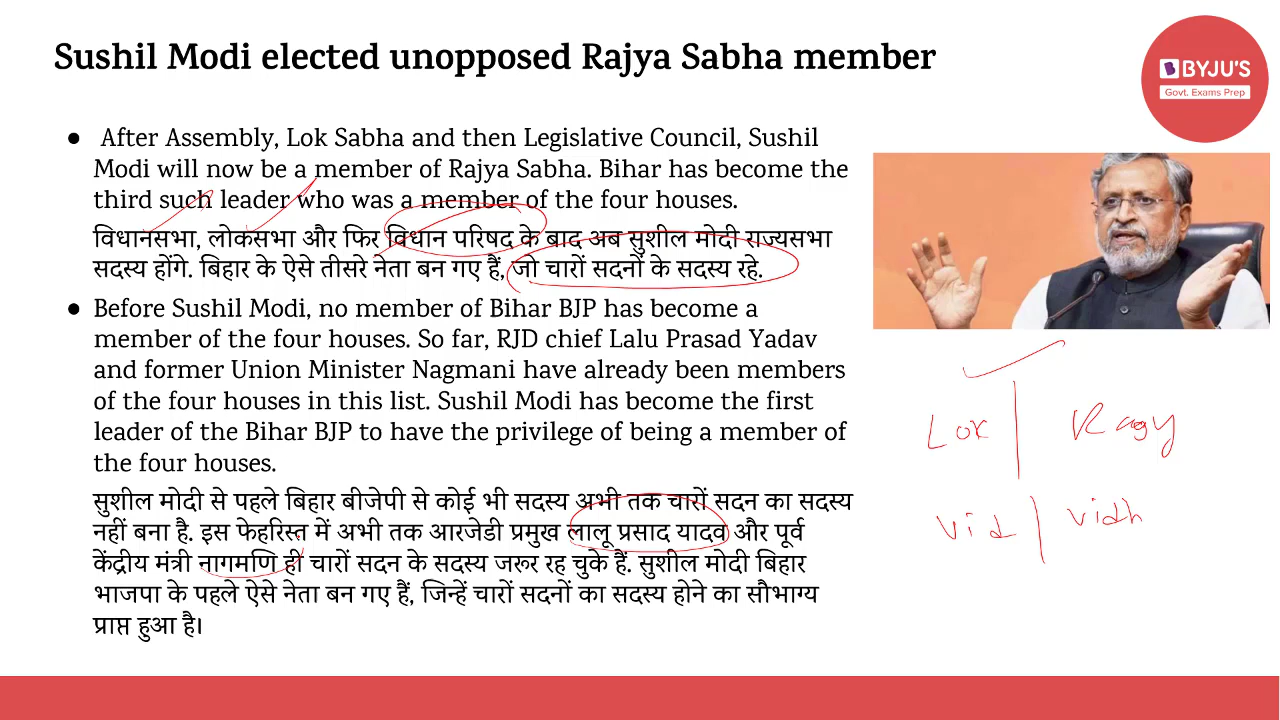 Sushil Modi elected unopposed Rajya Sabha member
BYJU'S
Govt. Exams Prep
● After Assembly, Lok Sabha and then Legislative Council, Sushil
Modi will now be a member of Rajya Sabha. Bihar has become the
third such leader who was a member of the four houses.
विधानसभा, लोकसभा और फिर विधान परिषद के बाद अब सुशील मोदी राज्यसभा
सदस्य होंगे. बिहार के ऐसे तीसरे नेता बन गए हैं, जो चारों सदनों के सदस्य रहे.
● Before Sushil Modi, no member of Bihar BJP has become a
member of the four houses. So far, RJD chief Lalu Prasad Yadav
and former Union Minister Nagmani have already been members
of the four houses in this list. Sushil Modi has become the first
leader of the Bihar BJP to have the privilege of being a member of
the four houses.
सुशील मोदी से पहले बिहार बीजेपी से कोई भी सदस्य अभी तक चारों सदन का सदस्य
नहीं बना है. इस फेहरिस्त में अभी तक आरजेडी प्रमुख लालू प्रसाद यादव और पूर्व
केंद्रीय मंत्री नागमणि ही चारों सदन के सदस्य जरूर रह चुके हैं. सुशील मोदी बिहार
भाजपा के पहले ऐसे नेता बन गए हैं, जिन्हें चारों सदनों का सदस्य होने का सौभाग्य
प्राप्त हुआ है।
Lok
Vid Vidh